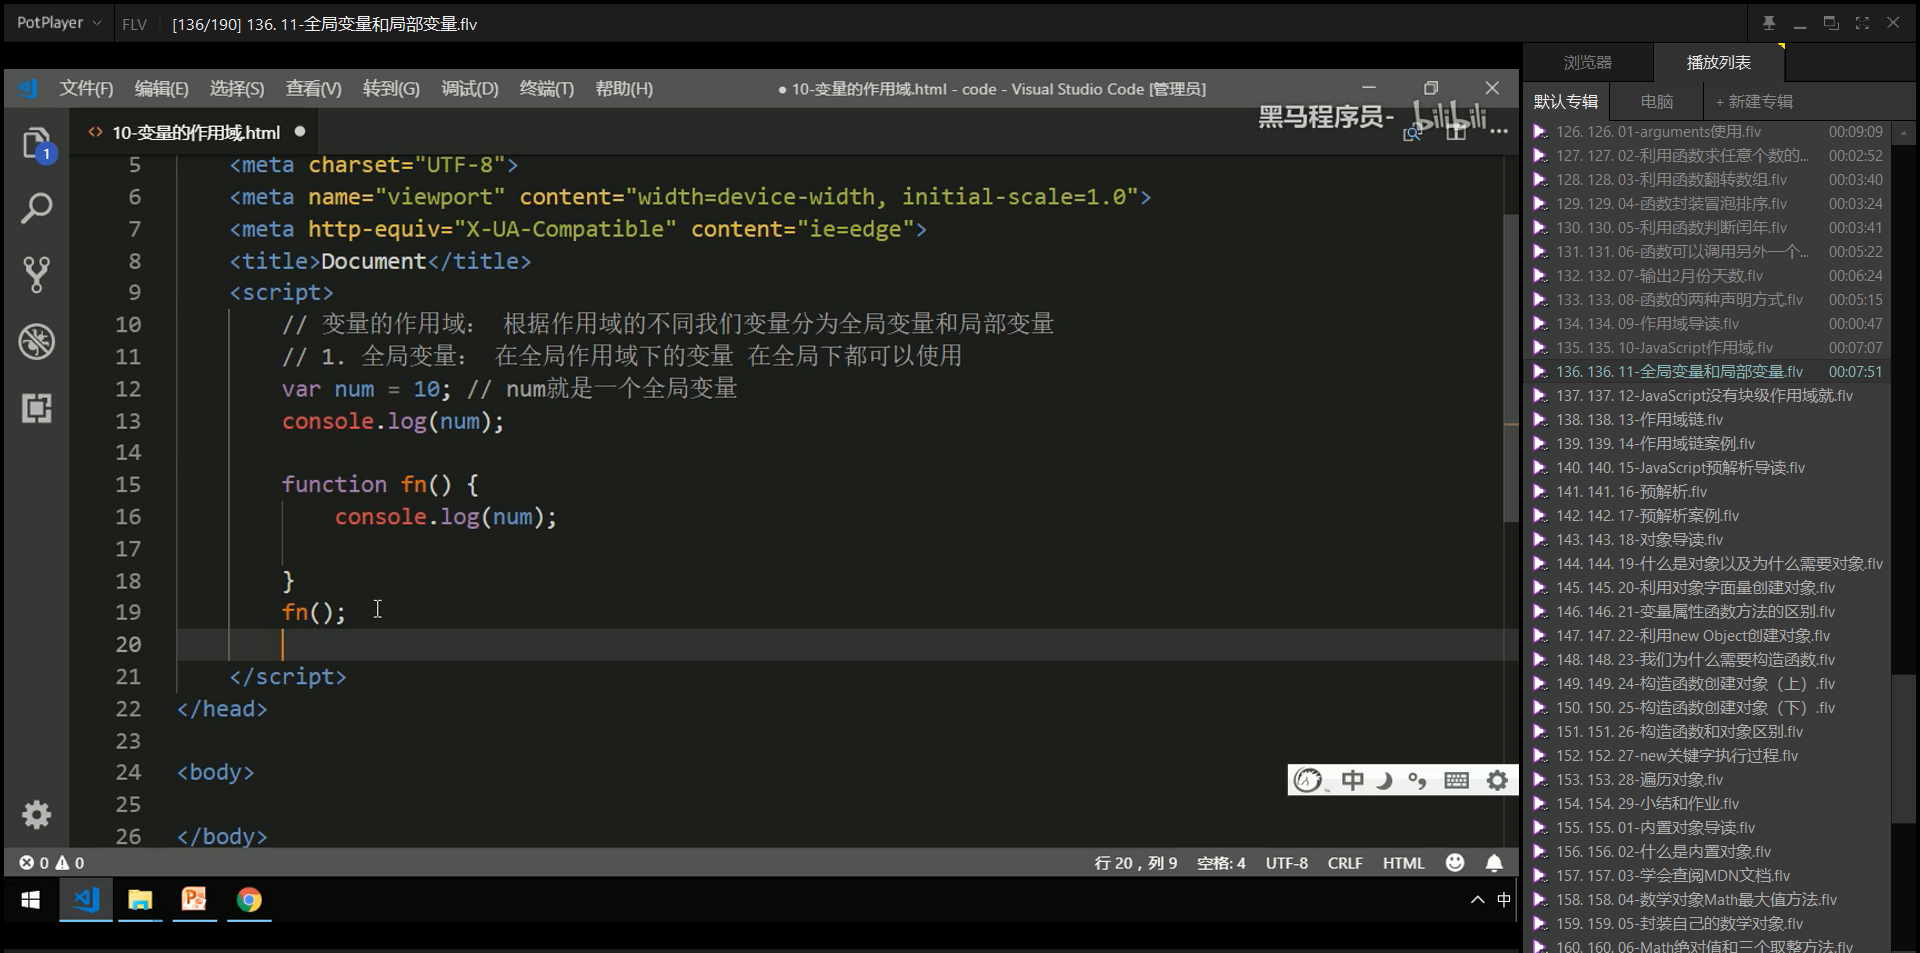 PotPlayer
FLV
[136/190] 136. 11-全局变量和局部变量.flv
浏览器
播放列表
默认专辑
电脑
+ 新建专辑
文件(F) 编辑(E) 选择(S) 查看(V) 转到(G) 调试(D) 终端(T) 帮助(H)
● 10-变量的作用域.html - code - Visual Studio Code [管理员]
黑马程序员-
bilibili
<> 10-变量的作用域.html ●
1
5 <meta charset="UTF-8">
6 <meta name="viewport" content="width=device-width, initial-scale=1.0">
7 <meta http-equiv="X-UA-Compatible" content="ie=edge">
8 <title>Document</title>
9 <script>
10 // 变量的作用域： 根据作用域的不同我们变量分为全局变量和局部变量
11 // 1. 全局变量： 在全局作用域下的变量 在全局下都可以使用
12 var num = 10; // num就是一个全局变量
13 console.log(num);
14
15 function fn() {
16 console.log(num);
17
18 }
19 fn();
20
21 </script>
22 </head>
23
24 <body>
25
26 </body>
中
0 0
行 20，列 9 空格: 4 UTF-8 CRLF HTML
中
126. 126. 01-arguments使用.flv 00:09:09
127. 127. 02-利用函数求任意个数的... 00:02:52
128. 128. 03-利用函数翻转数组.flv 00:03:40
129. 129. 04-函数封装冒泡排序.flv 00:03:24
130. 130. 05-利用函数判断闰年.flv 00:03:41
131. 131. 06-函数可以调用另外一个... 00:05:22
132. 132. 07-输出2月份天数.flv 00:06:24
133. 133. 08-函数的两种声明方式.flv 00:05:15
134. 134. 09-作用域导读.flv 00:00:47
135. 135. 10-JavaScript作用域.flv 00:07:07
136. 136. 11-全局变量和局部变量.flv 00:07:51
137. 137. 12-JavaScript没有块级作用域就.flv
138. 138. 13-作用域链.flv
139. 139. 14-作用域链案例.flv
140. 140. 15-JavaScript预解析导读.flv
141. 141. 16-预解析.flv
142. 142. 17-预解析案例.flv
143. 143. 18-对象导读.flv
144. 144. 19-什么是对象以及为什么需要对象.flv
145. 145. 20-利用对象字面量创建对象.flv
146. 146. 21-变量属性函数方法的区别.flv
147. 147. 22-利用new Object创建对象.flv
148. 148. 23-我们为什么需要构造函数.flv
149. 149. 24-构造函数创建对象（上）.flv
150. 150. 25-构造函数创建对象（下）.flv
151. 151. 26-构造函数和对象区别.flv
152. 152. 27-new关键字执行过程.flv
153. 153. 28-遍历对象.flv
154. 154. 29-小结和作业.flv
155. 155. 01-内置对象导读.flv
156. 156. 02-什么是内置对象.flv
157. 157. 03-学会查阅MDN文档.flv
158. 158. 04-数学对象Math最大值方法.flv
159. 159. 05-封装自己的数学对象.flv
160. 160. 06-Math绝对值和三个取整方法.flv